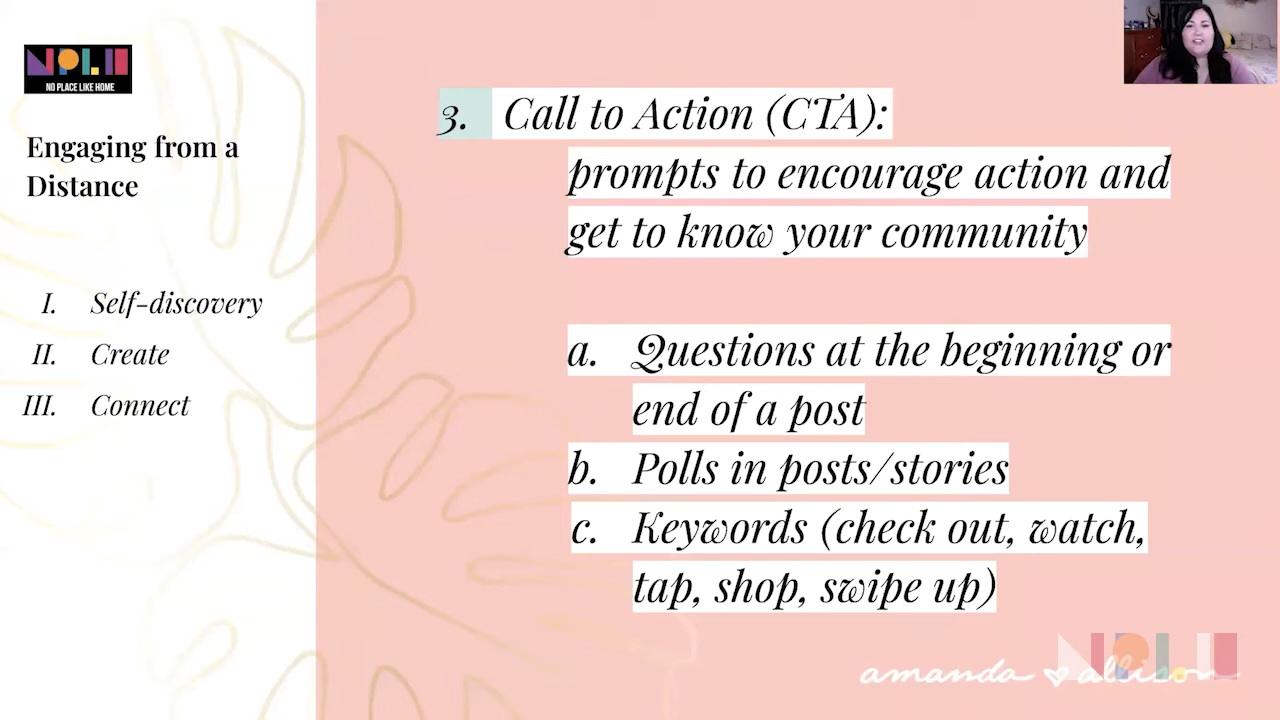 NPLH
NO PLACE LIKE HOME
Engaging from a
Distance
I. Self-discovery
II. Create
III. Connect
3. Call to Action (CTA):
prompts to encourage action and
get to know your community
a. Questions at the beginning or
end of a post
b. Polls in posts/stories
c. Keywords (check out, watch,
tap, shop, swipe up)
amanda allison
NPLH